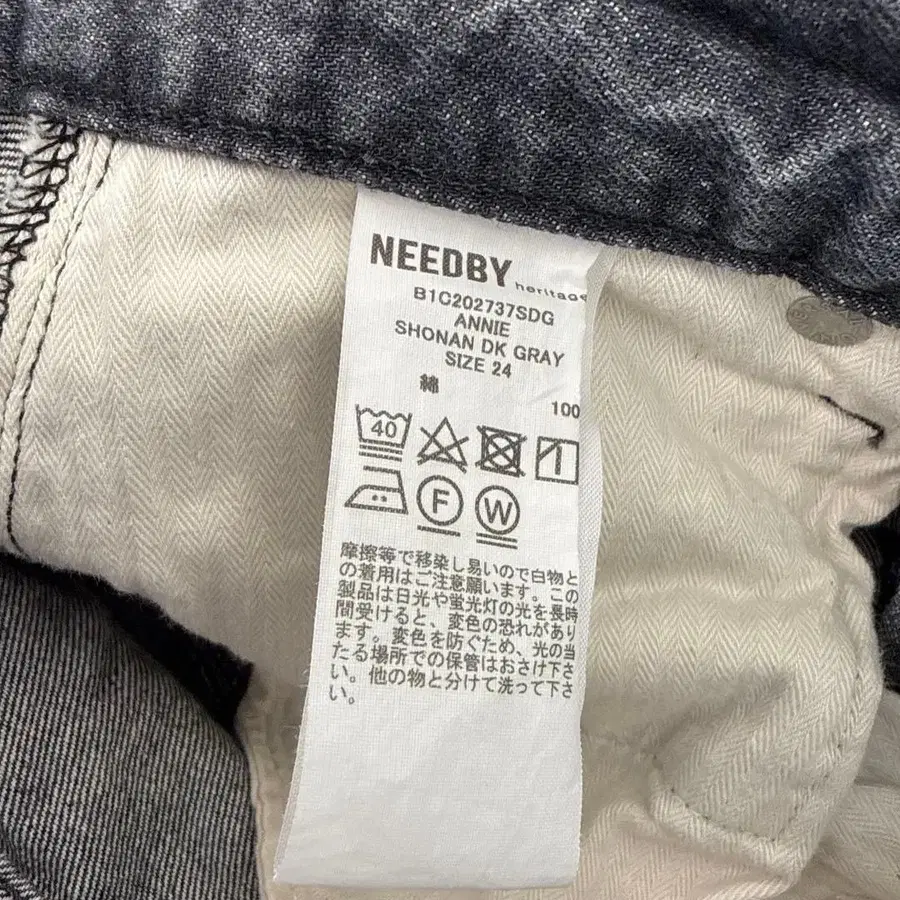 NEEDBY
heritage
B1C202737SDG
ANNIE
SHONAN DK GRAY
SIZE 24
綿 100
40
F W
摩擦等で移染し易いので白物と
の着用はご注意願います。この
製品は日光や蛍光灯の光を長時
間受けると、変色の恐れがあり
ます。変色を防ぐため、光の当
たる場所での保管はおさけ下さ
い。他の物と分けて洗って下さ
い。